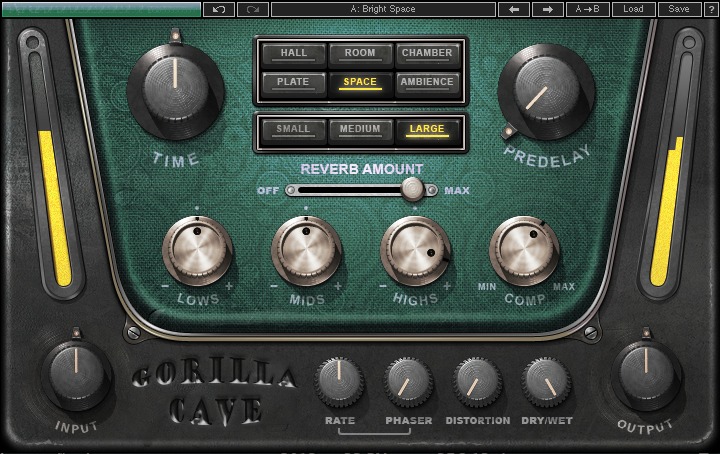 A: Bright Space
A→B
Load
Save
?
HALL ROOM CHAMBER
PLATE SPACE AMBIENCE
SMALL MEDIUM LARGE
TIME
PREDELAY
REVERB AMOUNT
OFF MAX
- + - + - + MIN MAX
LOWS MIDS HIGHS COMP
GORILLA
CAVE
INPUT
RATE PHASER DISTORTION DRY/WET
OUTPUT